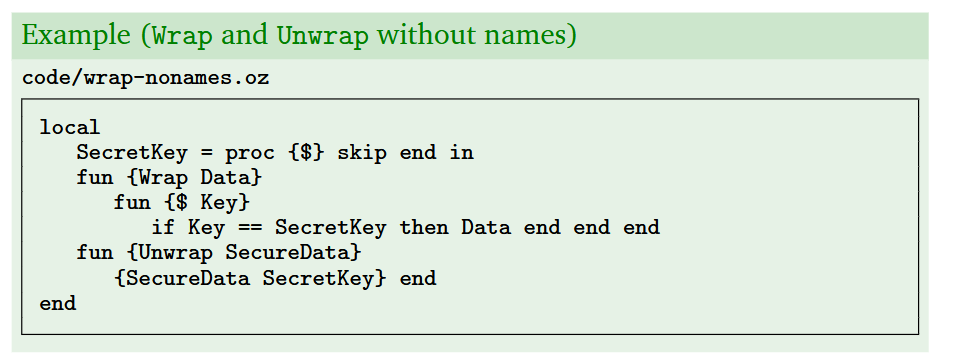 Example (Wrap and Unwrap without names)
code/wrap-nonames.oz
local
   SecretKey = proc {$} skip end in
   fun {Wrap Data}
      fun {$ Key}
         if Key == SecretKey then Data end end end
   fun {Unwrap SecureData}
      {SecureData SecretKey} end
end